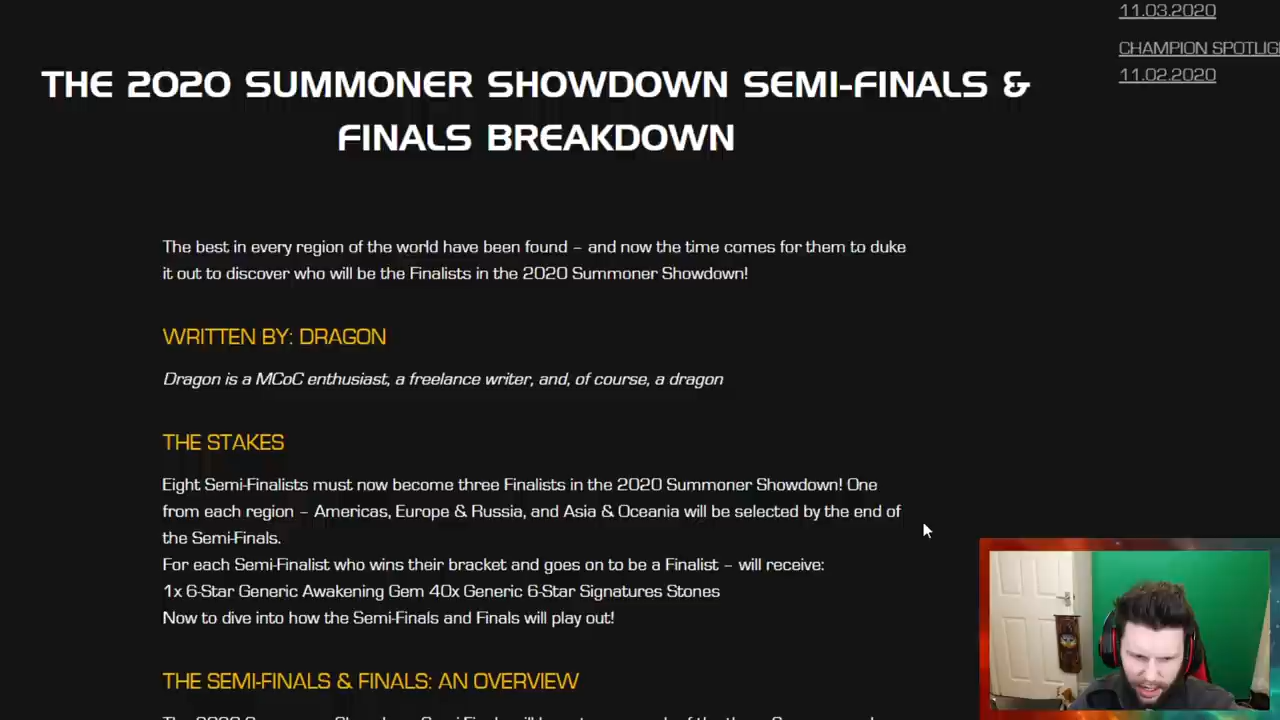 11.03.2020
CHAMPION
11.02.2020
THE 2020 SUMMONER SHOWDOWN SEMI-FINALS &
FINALS BREAKDOWN
The best in every region of the world have been found – and now the time comes for them to duke
it out to discover who will be the Finalists in the 2020 Summoner Showdown!
WRITTEN BY: DRAGON
Dragon is a MCoC enthusiast, a freelance writer, and, of course, a dragon
THE STAKES
Eight Semi-Finalists must now become three Finalists in the 2020 Summoner Showdown! One
from each region – Americas, Europe & Russia, and Asia & Oceania will be selected by the end of
the Semi-Finals.
For each Semi-Finalist who wins their bracket and goes on to be a Finalist – will receive:
1x 6-Star Generic Awakening Gem 40x Generic 6-Star Signatures Stones
Now to dive into how the Semi-Finals and Finals will play out!
THE SEMI-FINALS & FINALS: AN OVERVIEW